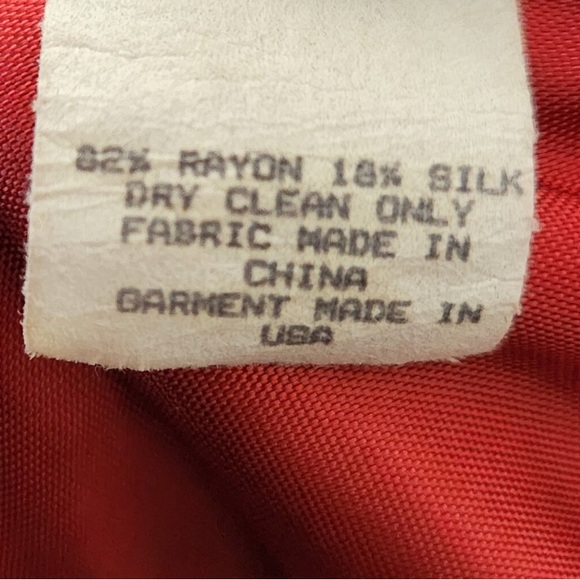 82% RAYON 18% SILK
DRY CLEAN ONLY
FABRIC MADE IN
CHINA
GARMENT MADE IN
USA